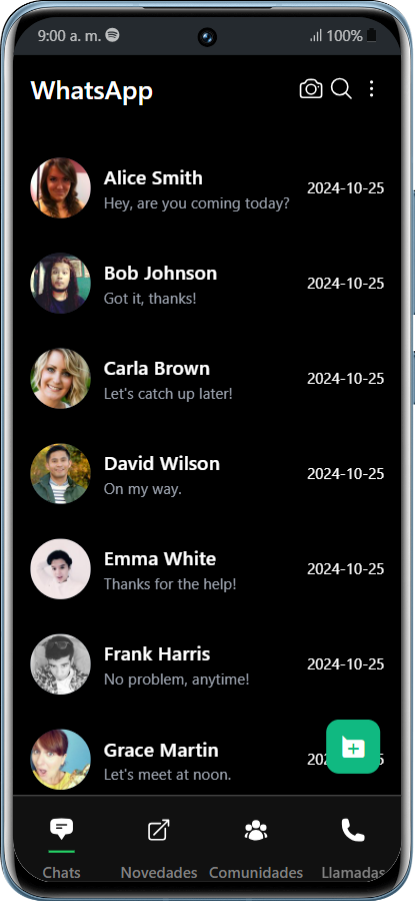 9:00 a. m. 100%
WhatsApp
Alice Smith
Hey, are you coming today?
2024-10-25
Bob Johnson
Got it, thanks!
2024-10-25
Carla Brown
Let's catch up later!
2024-10-25
David Wilson
On my way.
2024-10-25
Emma White
Thanks for the help!
2024-10-25
Frank Harris
No problem, anytime!
2024-10-25
Grace Martin
Let's meet at noon.
Chats Novedades Comunidades Llamadas